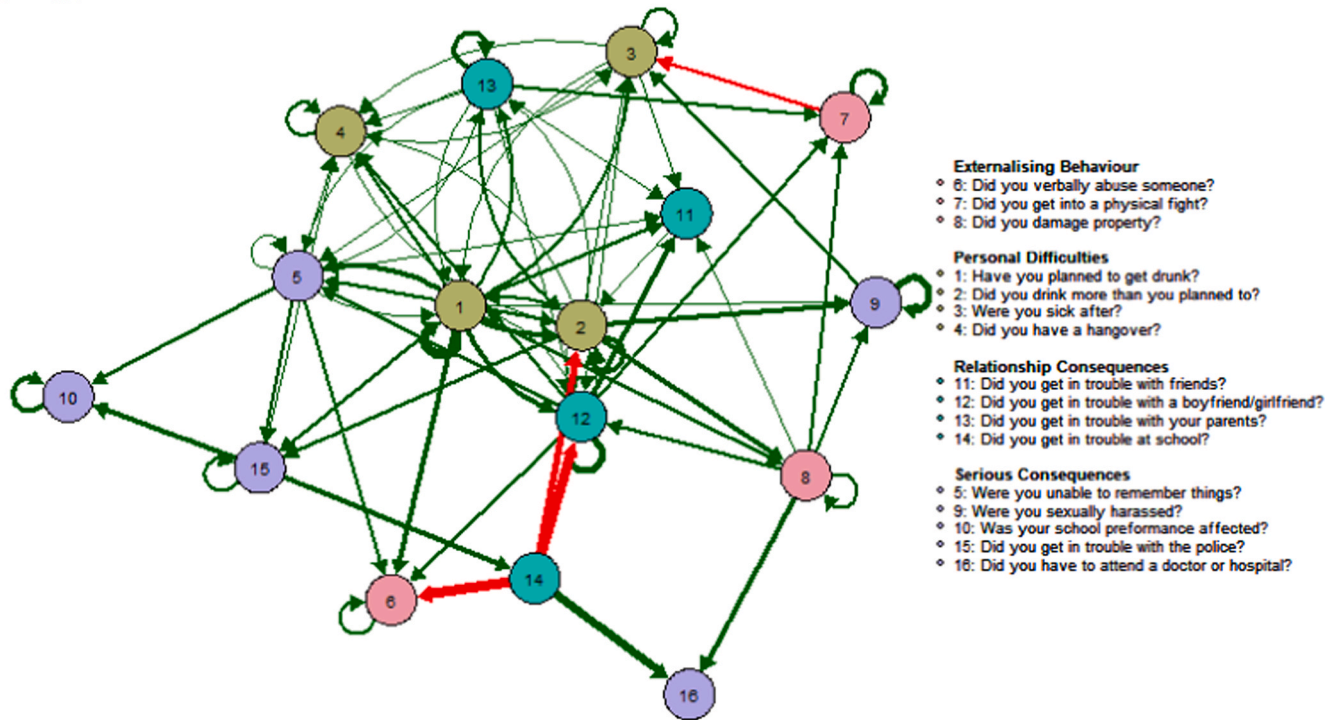 3
13
7
4
11
5
1
2
9
10
12
15
8
14
6
16
Externalising Behaviour
6: Did you verbally abuse someone?
7: Did you get into a physical fight?
8: Did you damage property?
Personal Difficulties
1: Have you planned to get drunk?
2: Did you drink more than you planned to?
3: Were you sick after?
4: Did you have a hangover?
Relationship Consequences
11: Did you get in trouble with friends?
12: Did you get in trouble with a boyfriend/girlfriend?
13: Did you get in trouble with your parents?
14: Did you get in trouble at school?
Serious Consequences
5: Were you unable to remember things?
9: Were you sexually harassed?
10: Was your school preformance affected?
15: Did you get in trouble with the police?
16: Did you have to attend a doctor or hospital?